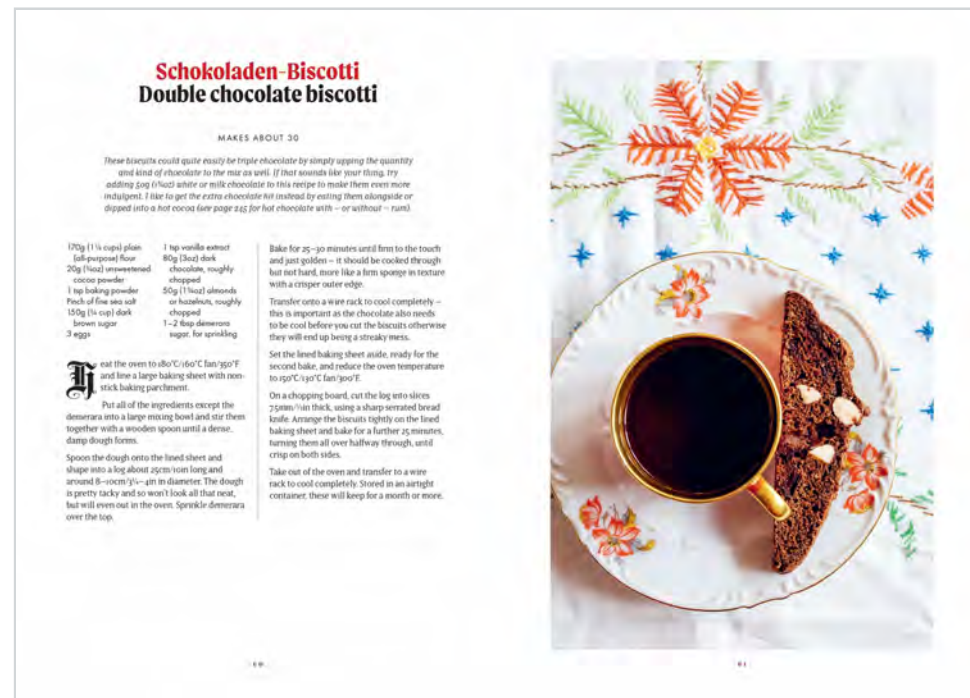 Schokoladen-Biscotti
Double chocolate biscotti
MAKES ABOUT 30
These biscuits could quite easily be triple chocolate by simply upping the quantity
and kind of chocolate to the mix as well. If that sounds like your thing, try
adding 50g (1¾oz) white or milk chocolate to this recipe to make them even more
indulgent. I like to get the extra chocolate hit instead by eating them alongside or
dipped into a hot cocoa (see page 245 for hot chocolate with – or without – rum).
170g (1¼ cups) plain
(all-purpose) flour
20g (¾oz) unsweetened
cocoa powder
1 tsp baking powder
Pinch of fine sea salt
150g (¾ cup) dark
brown sugar
3 eggs
1 tsp vanilla extract
80g (3oz) dark
chocolate, roughly
chopped
50g (1¾oz) almonds
or hazelnuts, roughly
chopped
1–2 tbsp demerara
sugar, for sprinkling
Heat the oven to 180°C/160°C fan/350°F
and line a large baking sheet with non-
stick baking parchment.
Put all of the ingredients except the
demerara into a large mixing bowl and stir them
together with a wooden spoon until a dense,
damp dough forms.
Spoon the dough onto the lined sheet and
shape into a log about 25cm/10in long and
around 8–10cm/3¼–4in in diameter. The dough
is pretty tacky and so won't look all that neat,
but will even out in the oven. Sprinkle demerara
over the top.
Bake for 25–30 minutes until firm to the touch
and just golden – it should be cooked through
but not hard, more like a firm sponge in texture
with a crisper outer edge.
Transfer onto a wire rack to cool completely –
this is important as the chocolate also needs
to be cool before you cut the biscuits otherwise
they will end up being a streaky mess.
Set the lined baking sheet aside, ready for the
second bake, and reduce the oven temperature
to 150°C/130°C fan/300°F.
On a chopping board, cut the log into slices
thick, using a sharp serrated bread
knife. Arrange the biscuits tightly on the lined
baking sheet and bake for a further 25 minutes,
turning them all over halfway through, until
crisp on both sides.
Take out of the oven and transfer to a wire
rack to cool completely. Stored in an airtight
container, these will keep for a month or more.